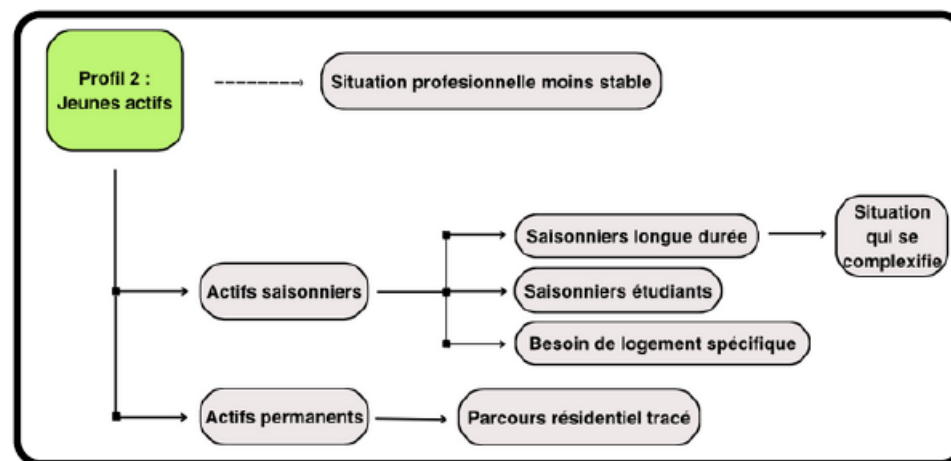 Profil 2 :
Jeunes actifs
Situation profesionnelle moins stable
Saisonniers longue durée
Situation
qui se
complexifie
Actifs saisonniers
Saisonniers étudiants
Besoin de logement spécifique
Actifs permanents
Parcours résidentiel tracé